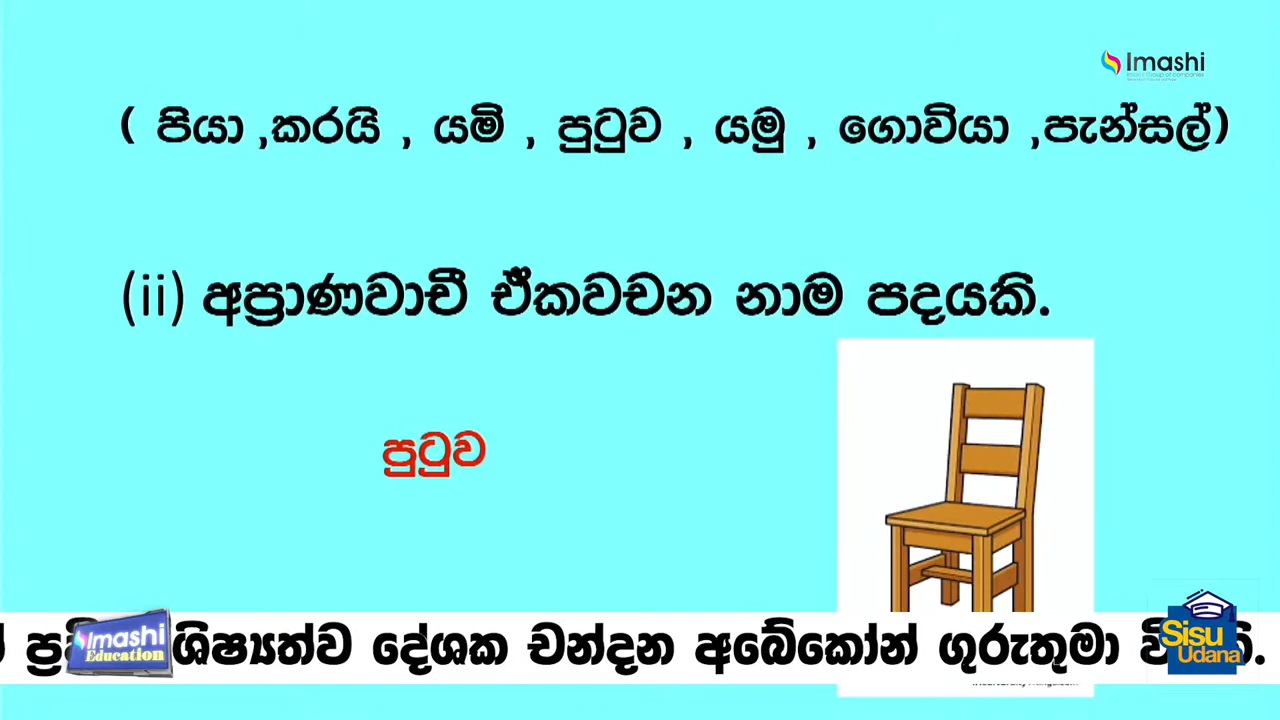 Imashi
( පියා ,කරයි , යමි , පුටුව , යමු , ගොවියා ,පැන්සල්)
(ii) අප්‍රාණවාචී ඒකවචන නාම පදයකි.
පුටුව
ශිෂ්‍යත්ව දේශක චන්දන අබේකෝන් ගුරුතුමා
Imashi
Education
Sisu
Udana